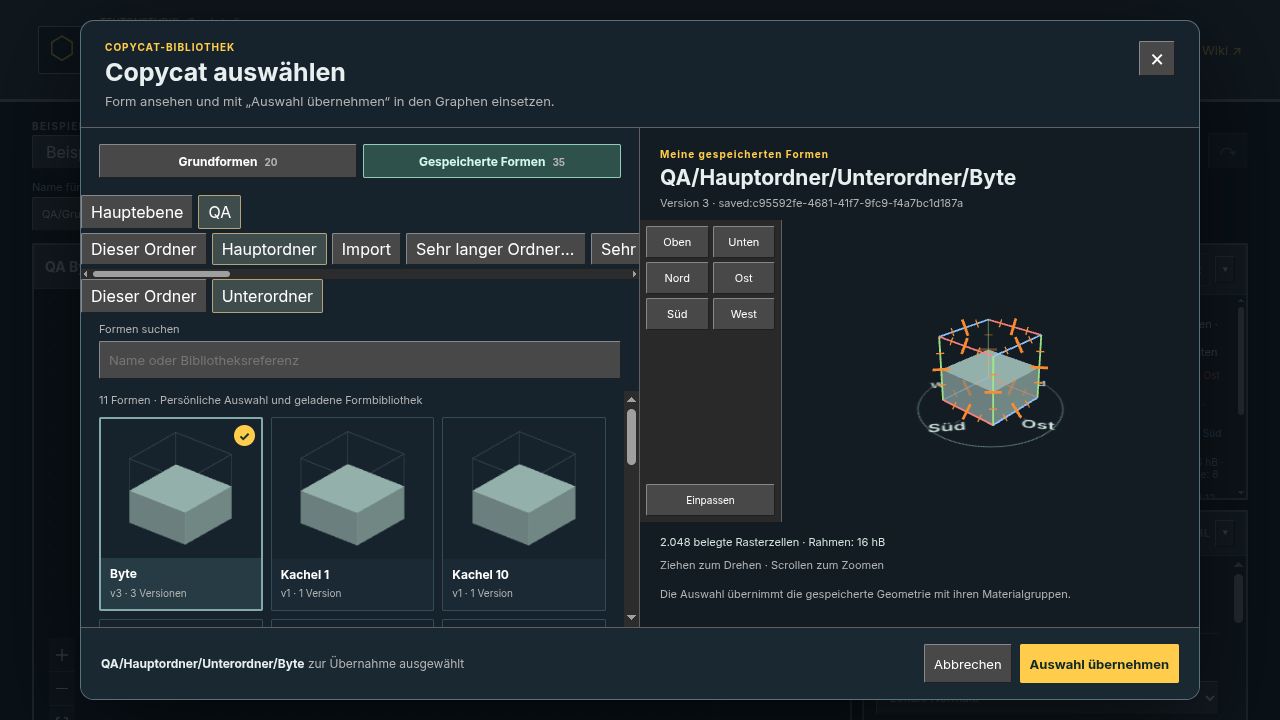 COPYCAT-BIBLIOTHEK
Copycat auswählen
Form ansehen und mit „Auswahl übernehmen“ in den Graphen einsetzen.
×
Wiki ↗
Grundformen 20
Gespeicherte Formen 35
Hauptebene
QA
Dieser Ordner
Hauptordner
Import
Sehr langer Ordner…
Sehr
Dieser Ordner
Unterordner
Formen suchen
Name oder Bibliotheksreferenz
11 Formen · Persönliche Auswahl und geladene Formbibliothek
Byte
v3 · 3 Versionen
Kachel 1
v1 · 1 Version
Kachel 10
v1 · 1 Version
Meine gespeicherten Formen
QA/Hauptordner/Unterordner/Byte
Version 3 · saved:c95592fe-4681-41f7-9fc9-f4a7bc1d187a
Oben
Unten
Nord
Ost
Süd
West
Einpassen
Süd
Ost
2.048 belegte Rasterzellen · Rahmen: 16 hB
Ziehen zum Drehen · Scrollen zum Zoomen
Die Auswahl übernimmt die gespeicherte Geometrie mit ihren Materialgruppen.
QA/Hauptordner/Unterordner/Byte zur Übernahme ausgewählt
Abbrechen
Auswahl übernehmen